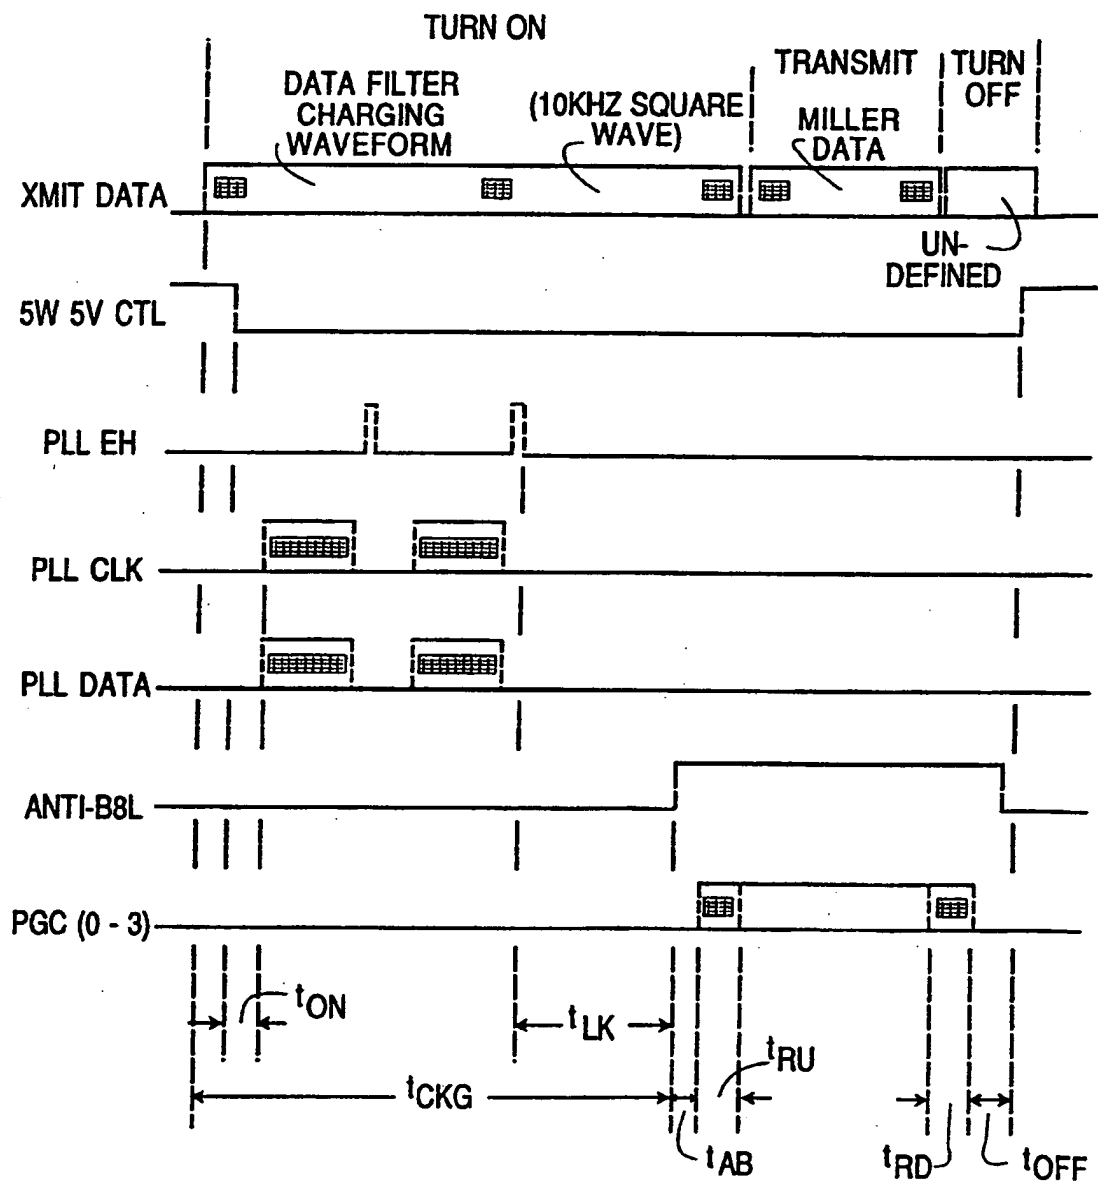 TURN ON
TRANSMIT
TURN
OFF
DATA FILTER
CHARGING
WAVEFORM
(10KHZ SQUARE
WAVE)
MILLER
DATA
XMIT DATA
UN-
DEFINED
5W 5V CTL
PLL EH
PLL CLK
PLL DATA
ANTI-B8L
PGC (0 - 3)
tON
tLK
tRU
tCKG
tAB
tRD
tOFF